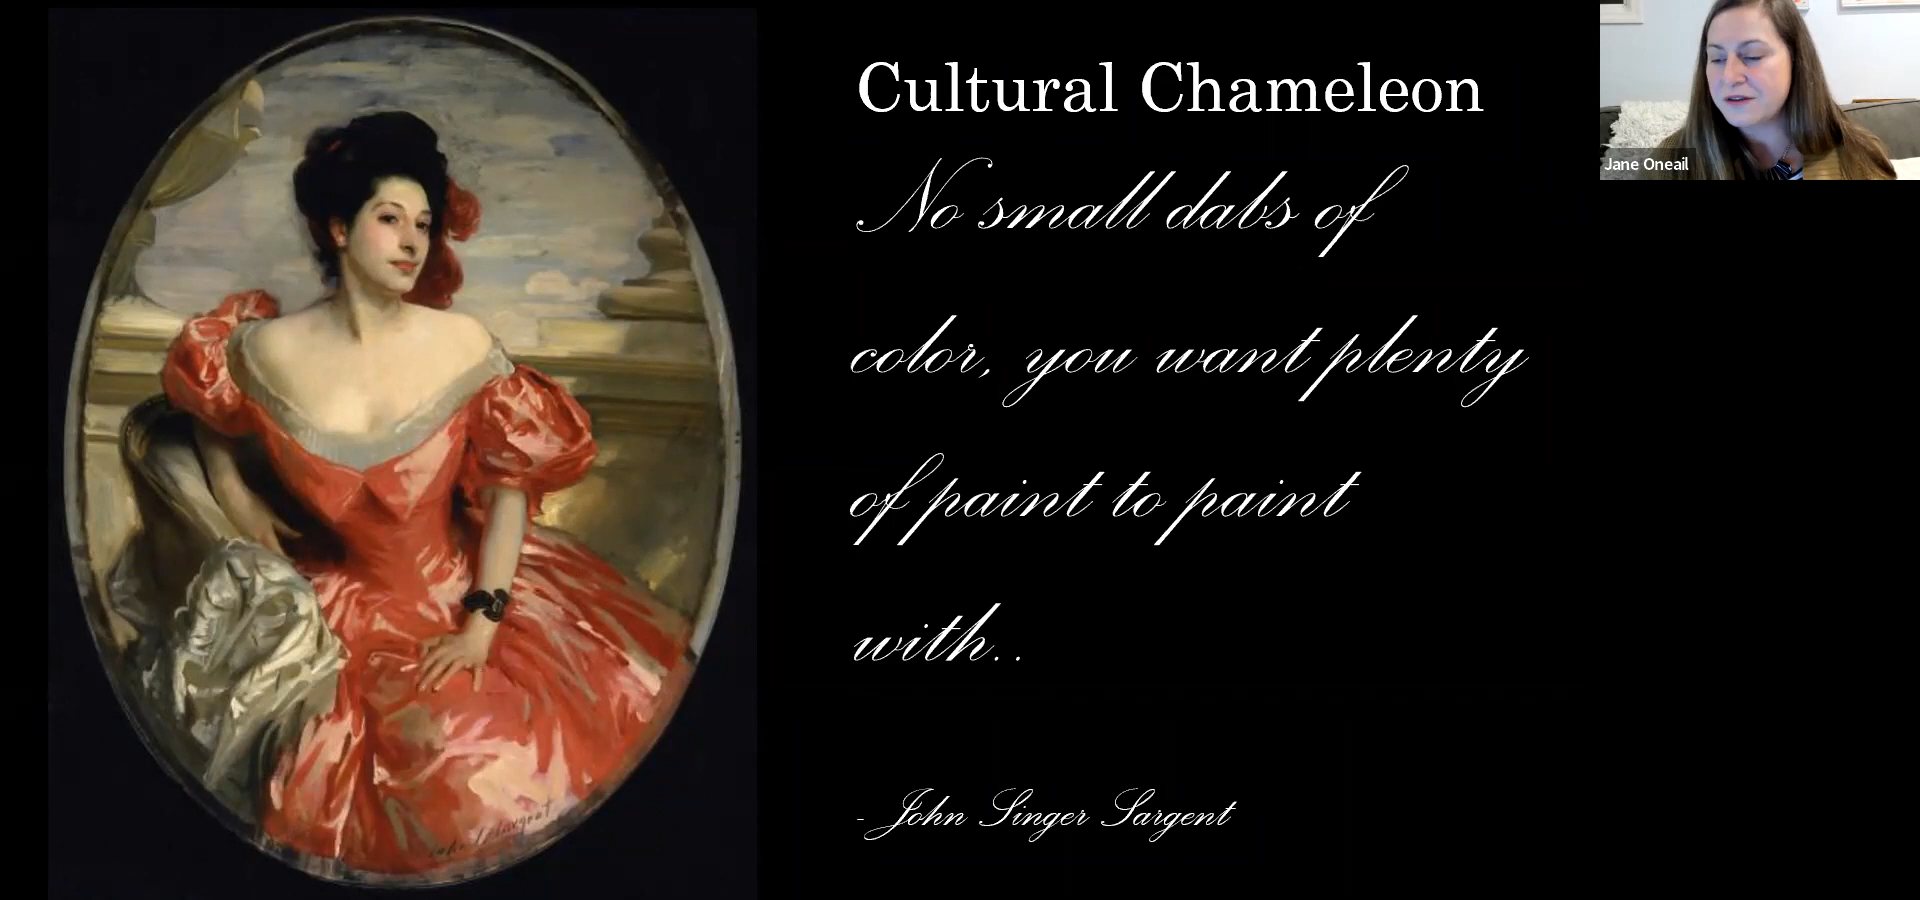 Cultural Chameleon
No small dabs of
color, you want plenty
of paint to paint
with..
- John Singer Sargent
Jane Oneail